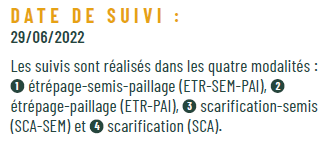 DATE DE SUIVI :
29/06/2022
Les suivis sont réalisés dans les quatre modalités :
❶ étrépage-semis-paillage (ETR-SEM-PAI), ❷
étrépage-paillage (ETR-PAI), ❸ scarification-semis
(SCA-SEM) et ❹ scarification (SCA).